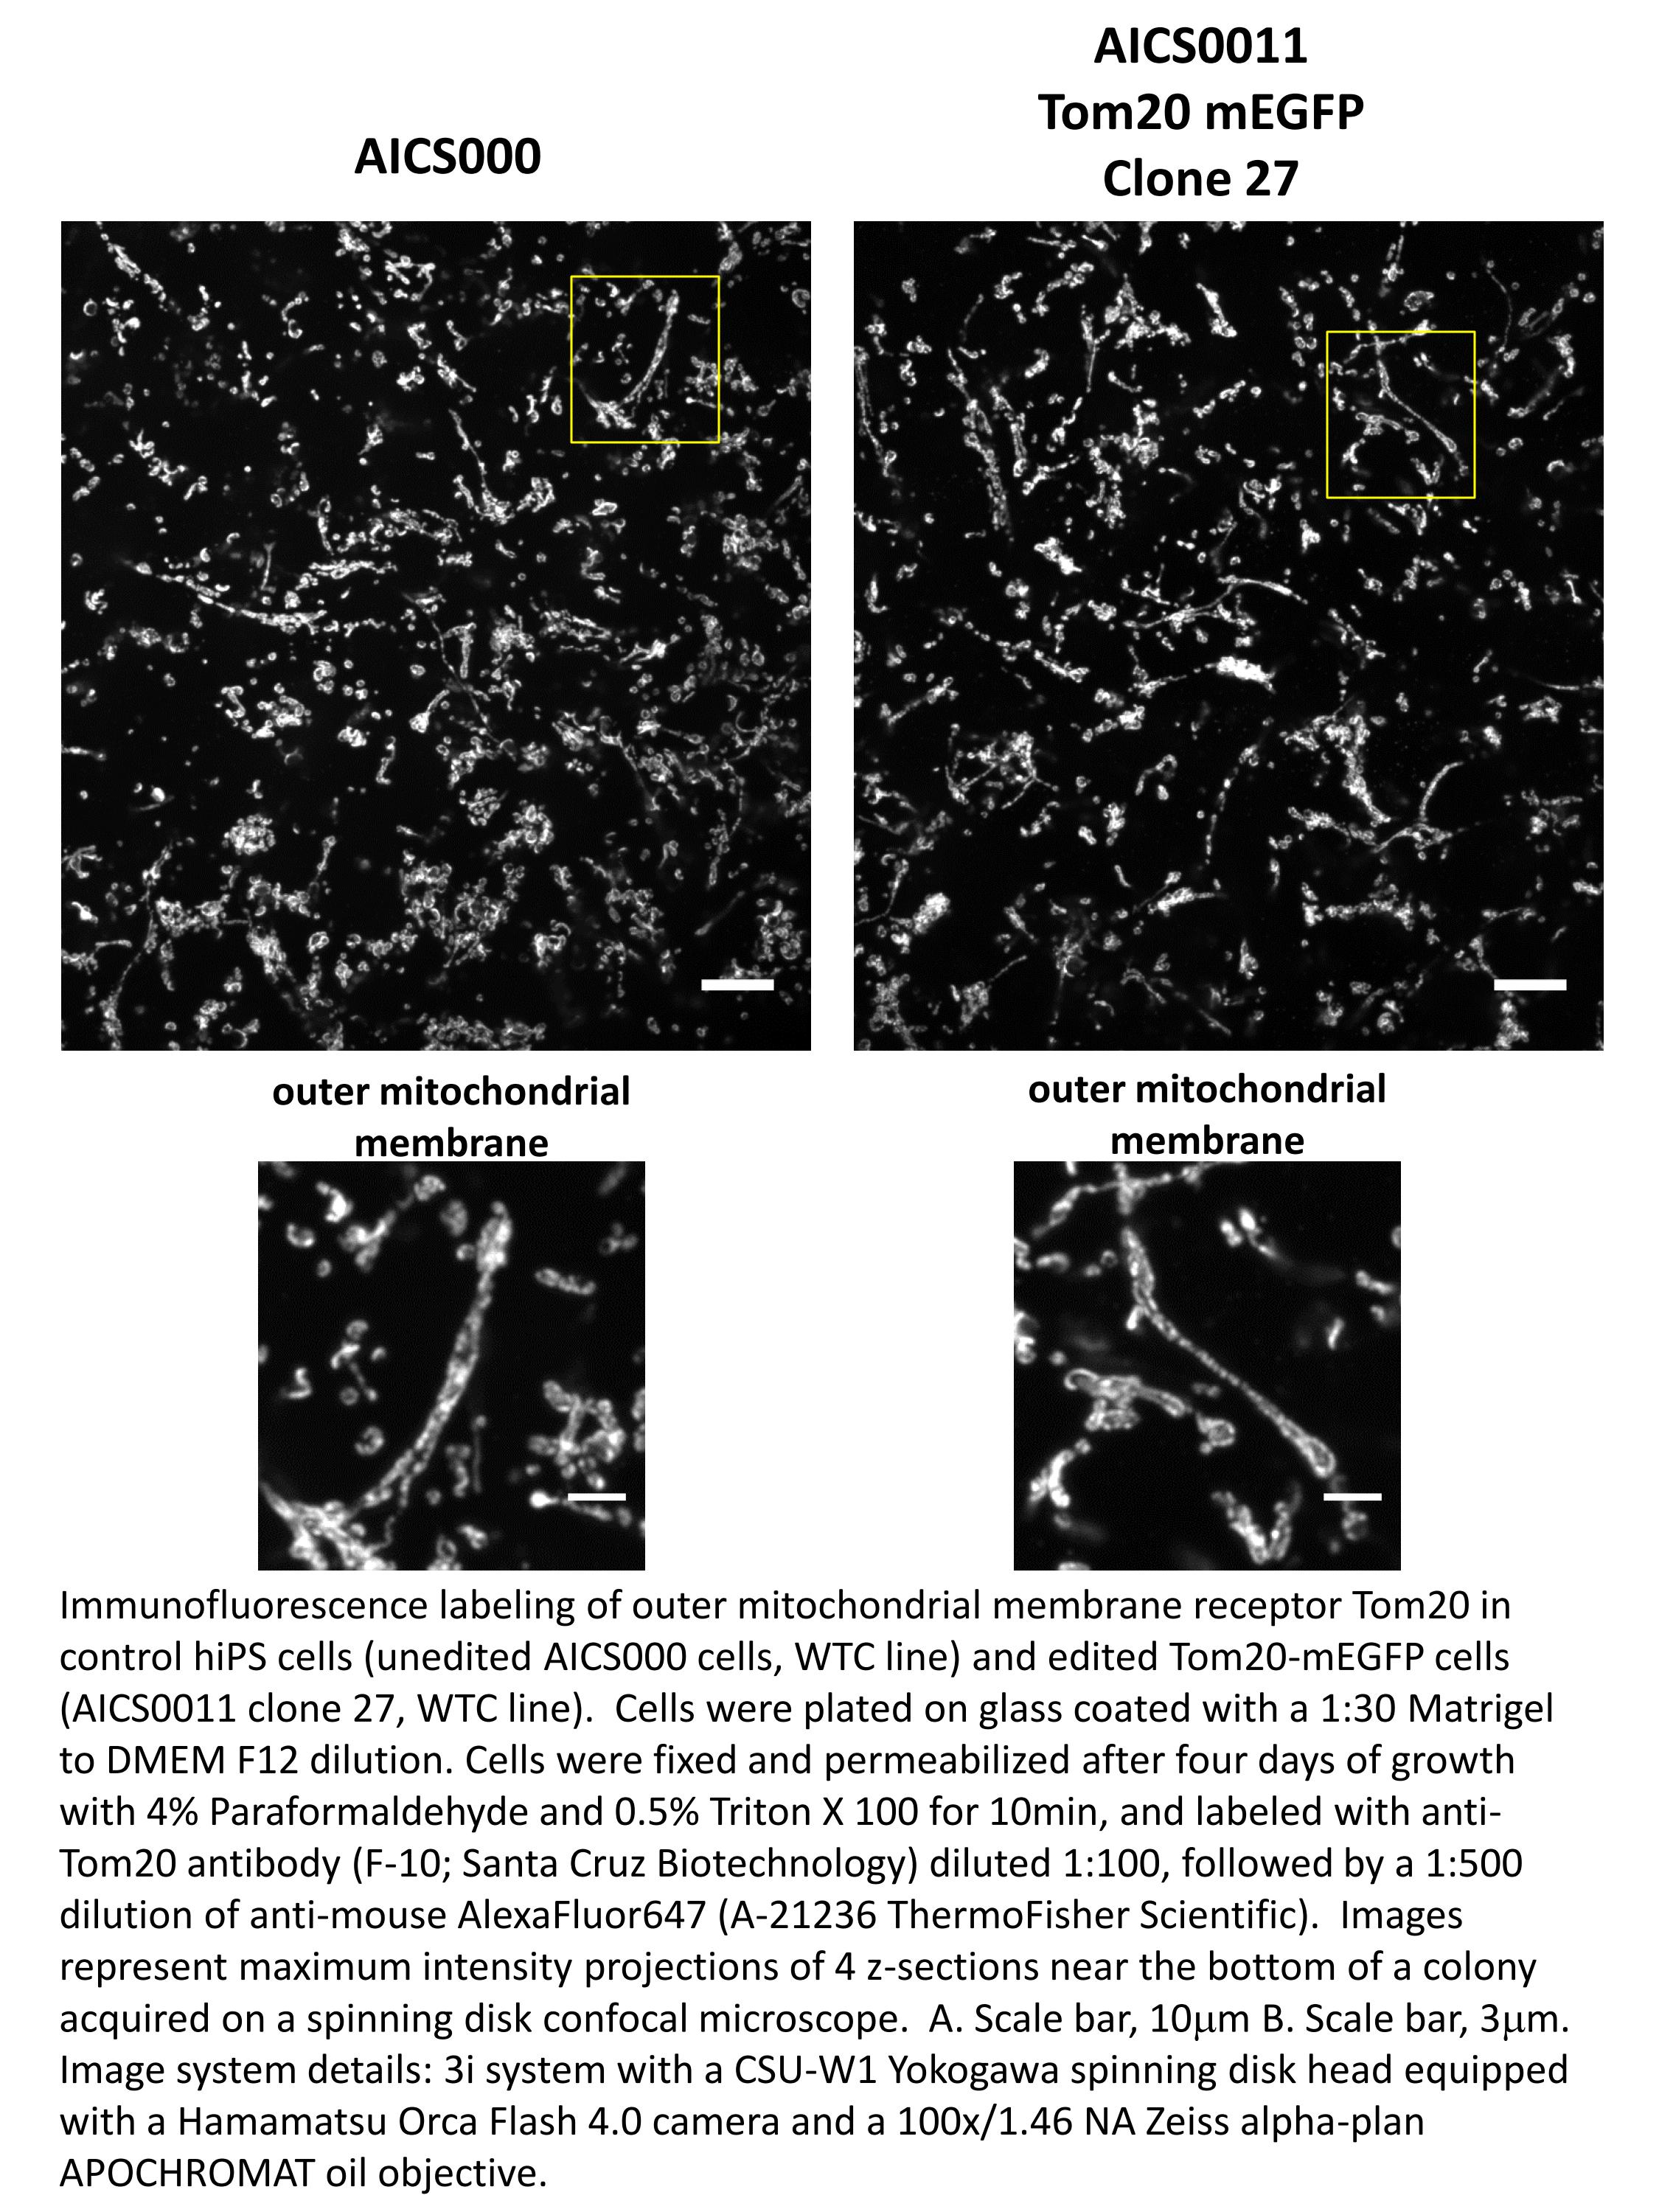 AICS000
AICS0011
Tom20 mEGFP
Clone 27
outer mitochondrial
membrane
outer mitochondrial
membrane
Immunofluorescence labeling of outer mitochondrial membrane receptor Tom20 in
control hiPS cells (unedited AICS000 cells, WTC line) and edited Tom20-mEGFP cells
(AICS0011 clone 27, WTC line).  Cells were plated on glass coated with a 1:30 Matrigel
to DMEM F12 dilution. Cells were fixed and permeabilized after four days of growth
with 4% Paraformaldehyde and 0.5% Triton X 100 for 10min, and labeled with anti-
Tom20 antibody (F-10; Santa Cruz Biotechnology) diluted 1:100, followed by a 1:500
dilution of anti-mouse AlexaFluor647 (A-21236 ThermoFisher Scientific).  Images
represent maximum intensity projections of 4 z-sections near the bottom of a colony
acquired on a spinning disk confocal microscope.  A. Scale bar, 10μm B. Scale bar, 3μm.
Image system details: 3i system with a CSU-W1 Yokogawa spinning disk head equipped
with a Hamamatsu Orca Flash 4.0 camera and a 100x/1.46 NA Zeiss alpha-plan
APOCHROMAT oil objective.